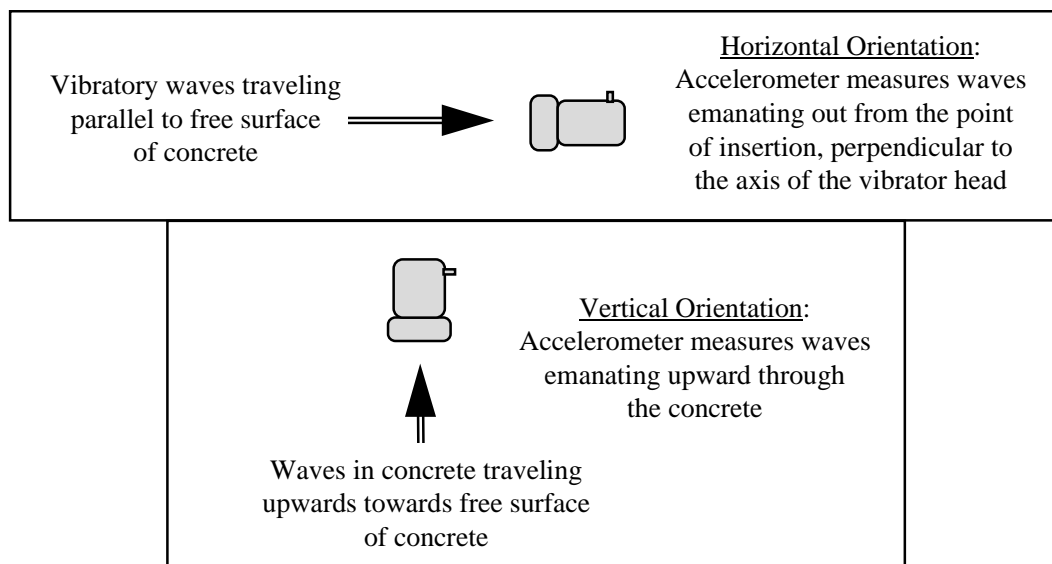 Vibratory waves traveling
parallel to free surface
of concrete
Horizontal Orientation:
Accelerometer measures waves
emanating out from the point
of insertion, perpendicular to
the axis of the vibrator head
Vertical Orientation:
Accelerometer measures waves
emanating upward through
the concrete
Waves in concrete traveling
upwards towards free surface
of concrete